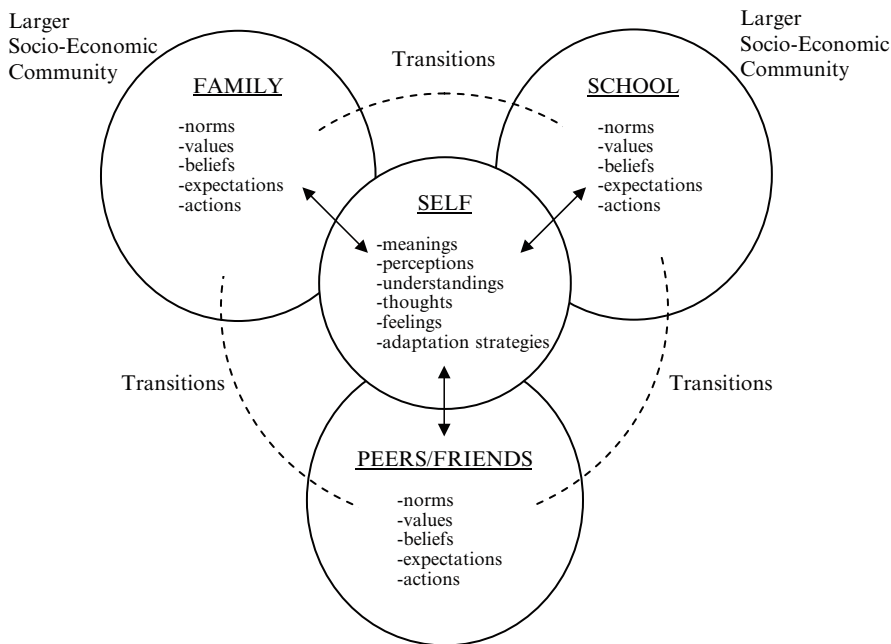 Larger
Socio-Economic
Community
Larger
Socio-Economic
Community
Transitions
FAMILY
-norms
-values
-beliefs
-expectations
-actions
SCHOOL
-norms
-values
-beliefs
-expectations
-actions
SELF
-meanings
-perceptions
-understandings
-thoughts
-feelings
-adaptation strategies
Transitions
Transitions
PEERS/FRIENDS
-norms
-values
-beliefs
-expectations
-actions